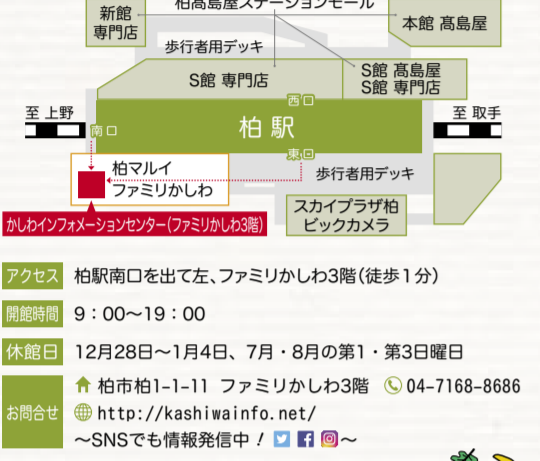 柏髙島屋ステーションモール
新館
専門店
本館 髙島屋
歩行者用デッキ
S館 専門店
S館 髙島屋
S館 専門店
西口
至 上野
至 取手
南口
柏駅
東口
柏マルイ
ファミリかしわ
歩行者用デッキ
スカイプラザ柏
ビックカメラ
かしわインフォメーションセンター(ファミリかしわ3階)
アクセス 柏駅南口を出て左、ファミリかしわ3階(徒歩1分)
開館時間 9：00〜19：00
休館日 12月28日〜1月4日、7月・8月の第1・第3日曜日
お問合せ 柏市柏1-1-11 ファミリかしわ3階 04-7168-8686
http://kashiwainfo.net/
〜SNSでも情報発信中！〜